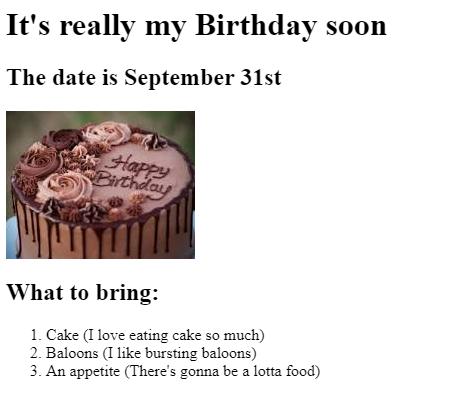 It's really my Birthday soon
The date is September 31st
Happy
Birthday
What to bring:
1. Cake (I love eating cake so much)
2. Baloons (I like bursting baloons)
3. An appetite (There's gonna be a lotta food)